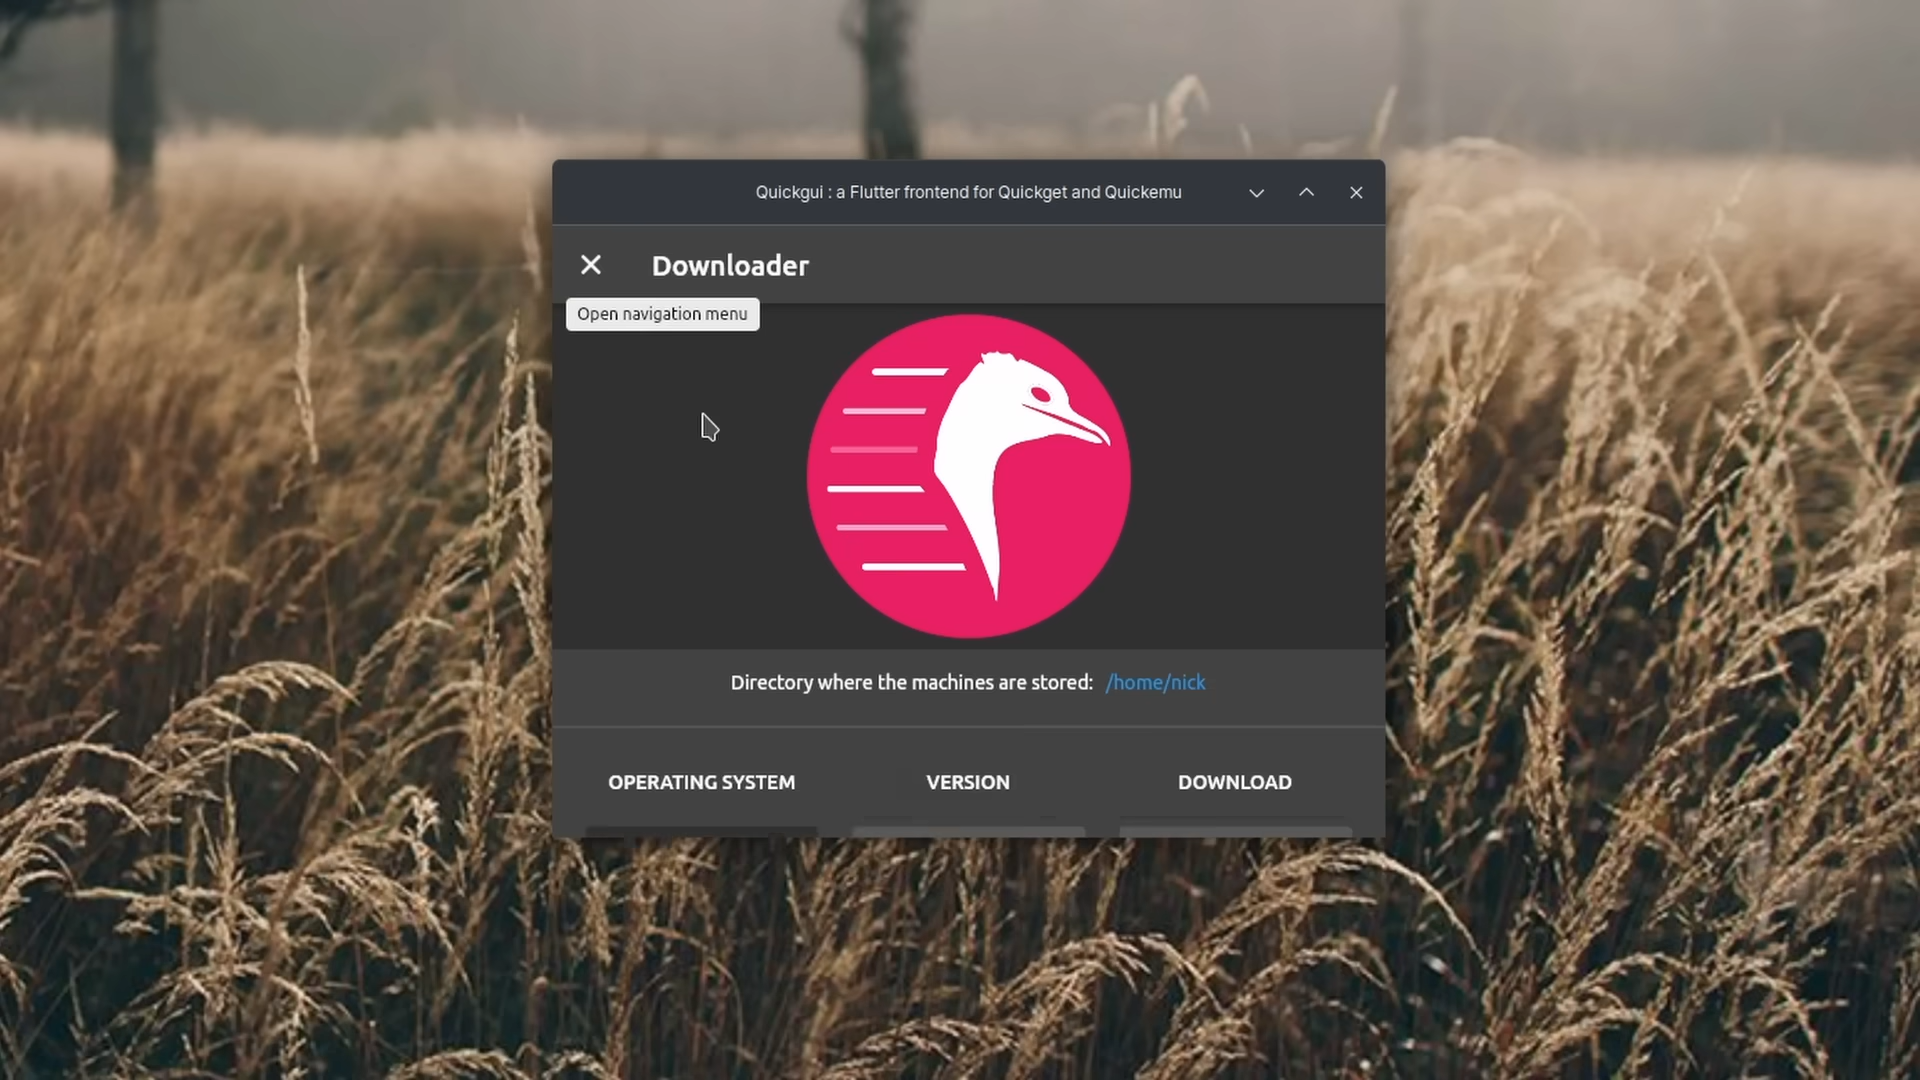 Quickgui : a Flutter frontend for Quickget and Quickemu
Downloader
Open navigation menu
Directory where the machines are stored: /home/nick
OPERATING SYSTEM VERSION DOWNLOAD